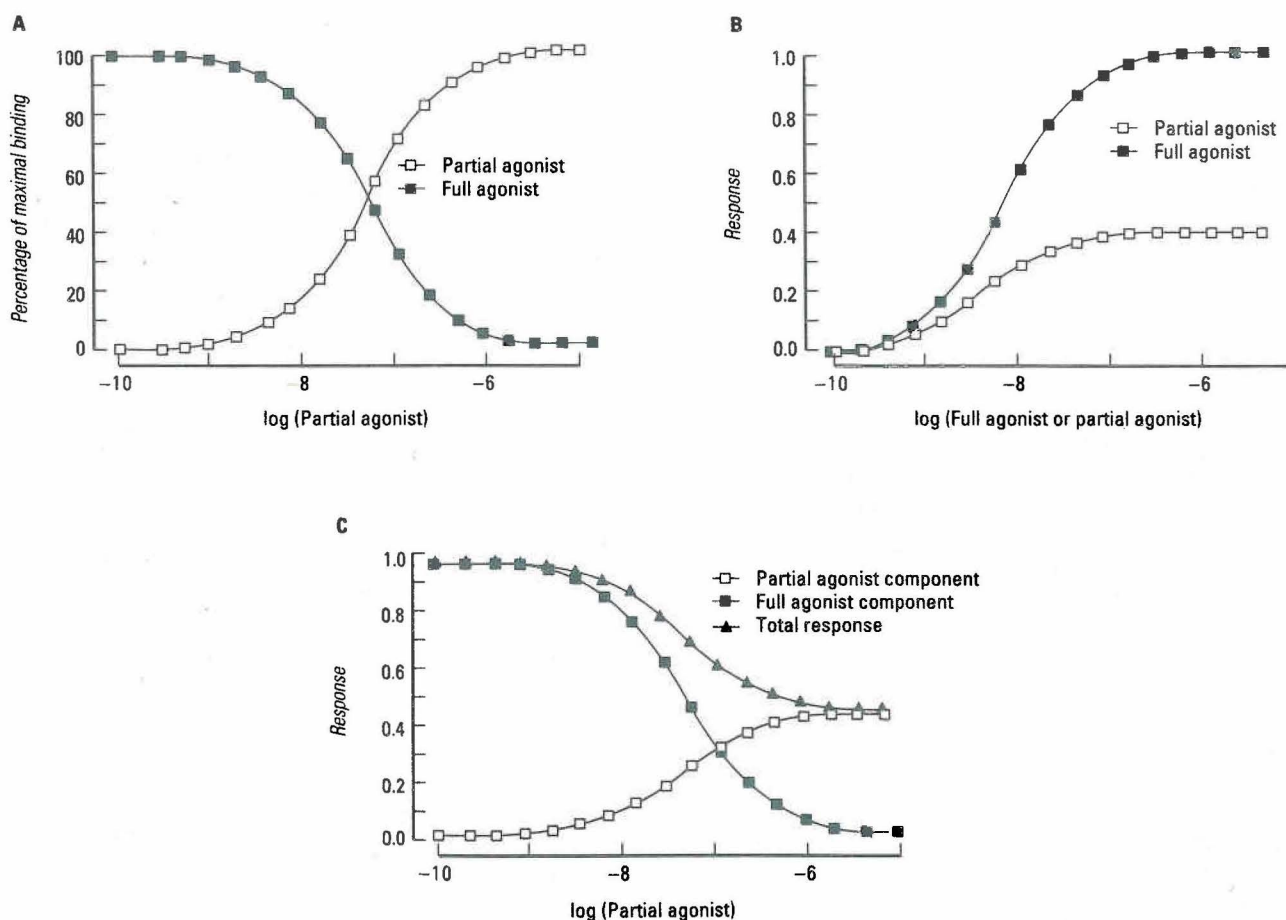 A
Percentage of maximal binding
100
80
60
40
20
0
Partial agonist
Full agonist
−10
−8
−6
log (Partial agonist)
B
Response
1.0
0.8
0.6
0.4
0.2
0.0
Partial agonist
Full agonist
−10
−8
−6
log (Full agonist or partial agonist)
C
Response
1.0
0.8
0.6
0.4
0.2
0.0
Partial agonist component
Full agonist component
Total response
−10
−8
−6
log (Partial agonist)